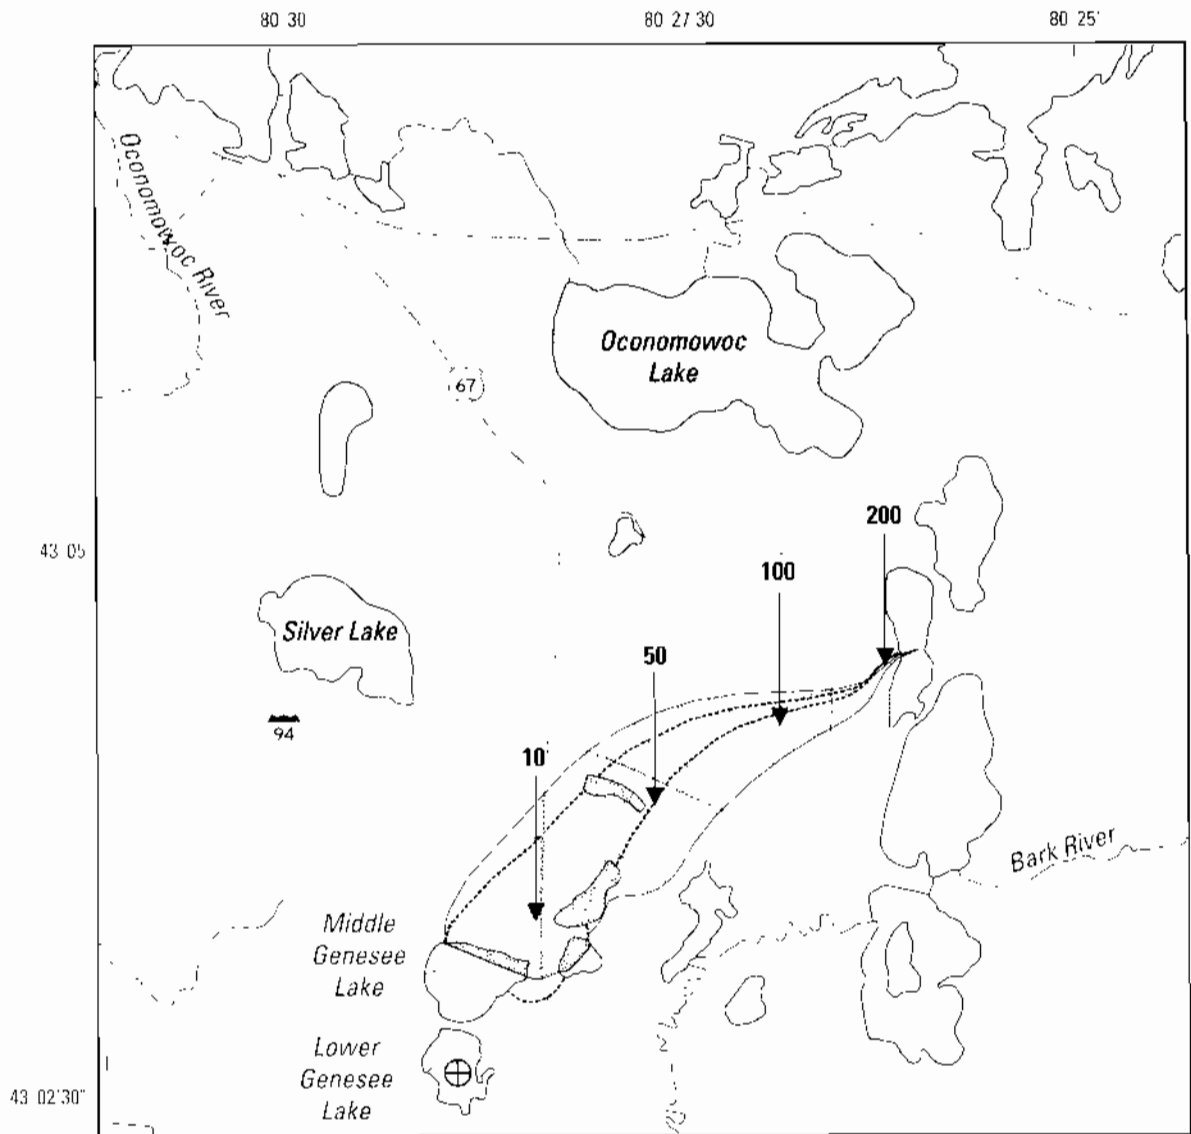 80 30
80 27 30
80 25'
Oconomowoc River
Oconomowoc
Lake
67
200
43 05
100
Silver Lake
50
94
10
Bark River
Middle
Genesee
Lake
Lower
Genesee
Lake
43 02'30"